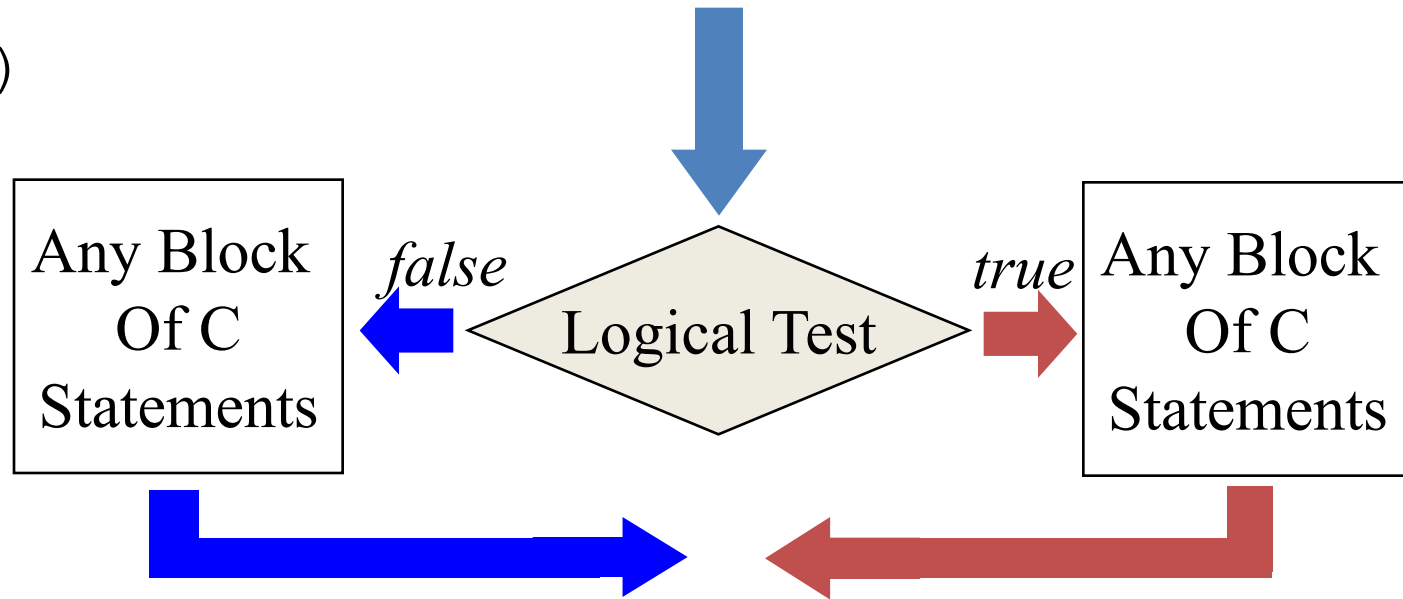 )
Any Block
Of C
Statements
false
Logical Test
true
Any Block
Of C
Statements